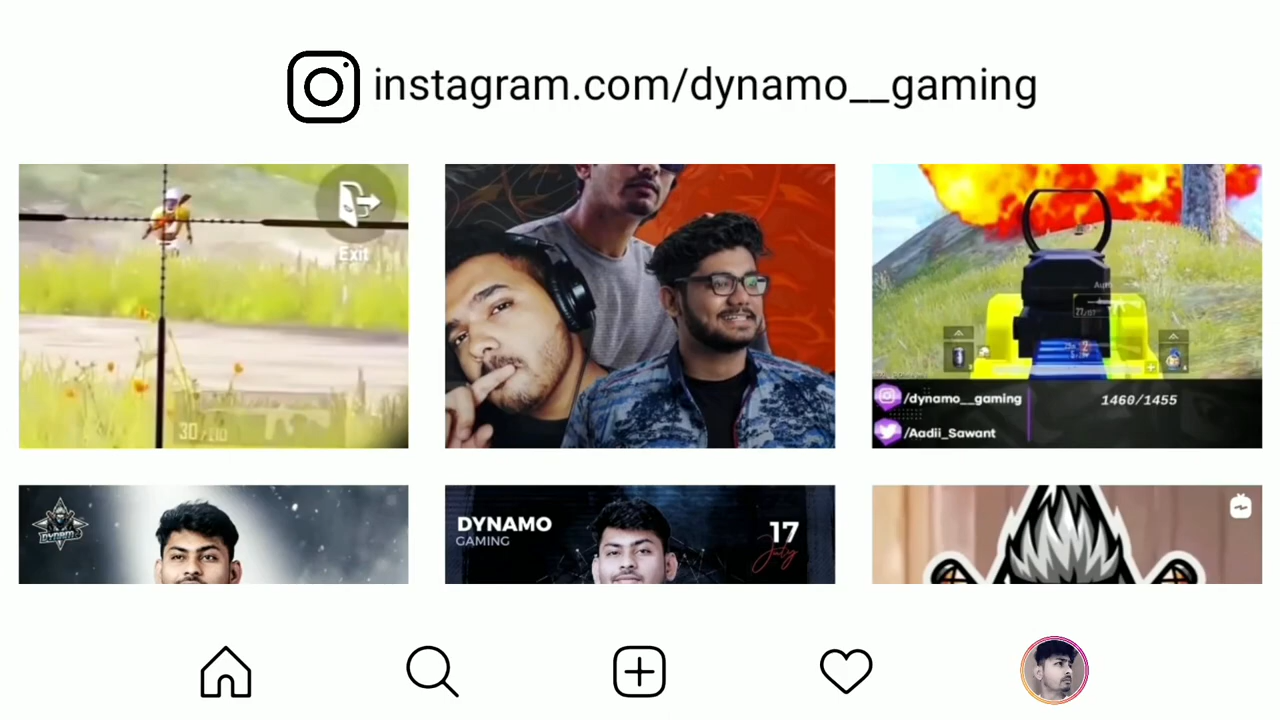 instagram.com/dynamo__gaming
Exit
30
/dynamo__gaming
1460/1455
/Aadii_Sawant
DYNAMO
GAMING
17
July